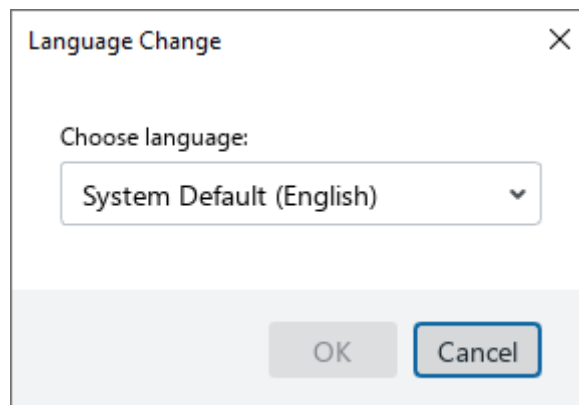 Language Change
Choose language:
System Default (English)
OK
Cancel